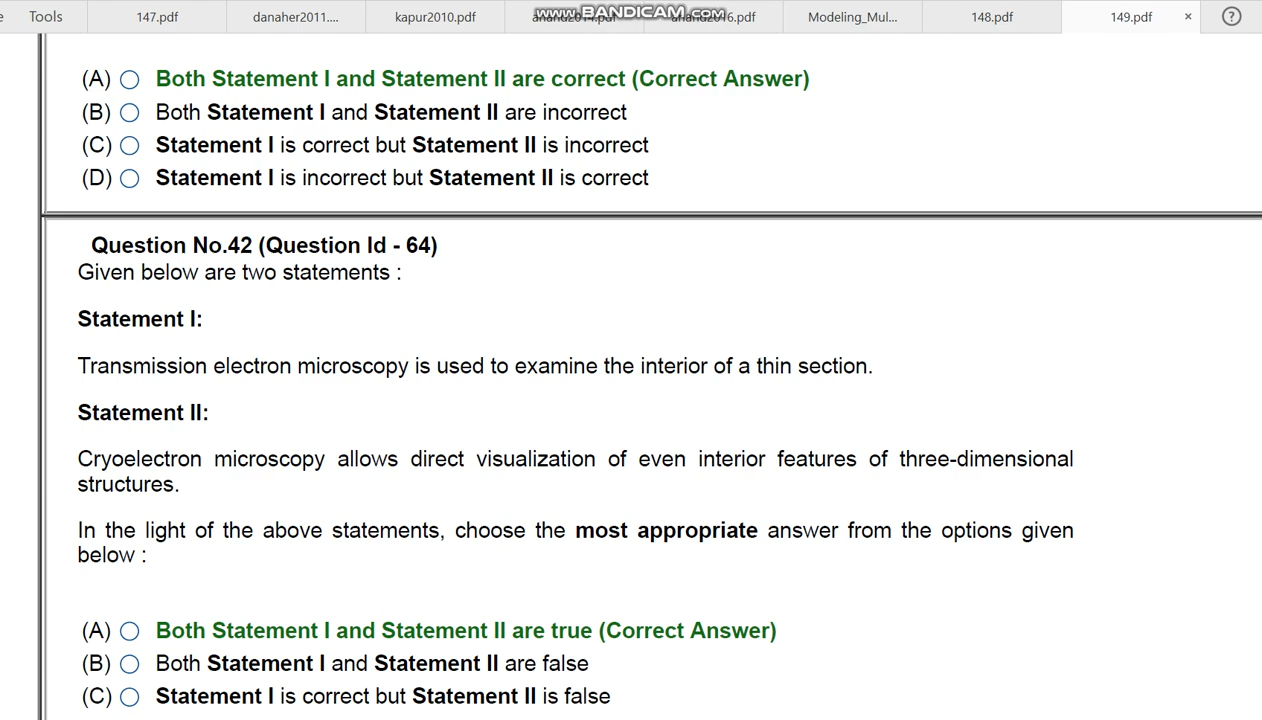 e Tools 147.pdf danaher2011.... kapur2010.pdf anand2014.pdf anand2016.pdf Modeling_Mul... 148.pdf 149.pdf × ?
www.BANDICAM.com
(A) Both Statement I and Statement II are correct (Correct Answer)
(B) Both Statement I and Statement II are incorrect
(C) Statement I is correct but Statement II is incorrect
(D) Statement I is incorrect but Statement II is correct
Question No.42 (Question Id - 64)
Given below are two statements :
Statement I:
Transmission electron microscopy is used to examine the interior of a thin section.
Statement II:
Cryoelectron microscopy allows direct visualization of even interior features of three-dimensional
structures.
In the light of the above statements, choose the most appropriate answer from the options given
below :
(A) Both Statement I and Statement II are true (Correct Answer)
(B) Both Statement I and Statement II are false
(C) Statement I is correct but Statement II is false